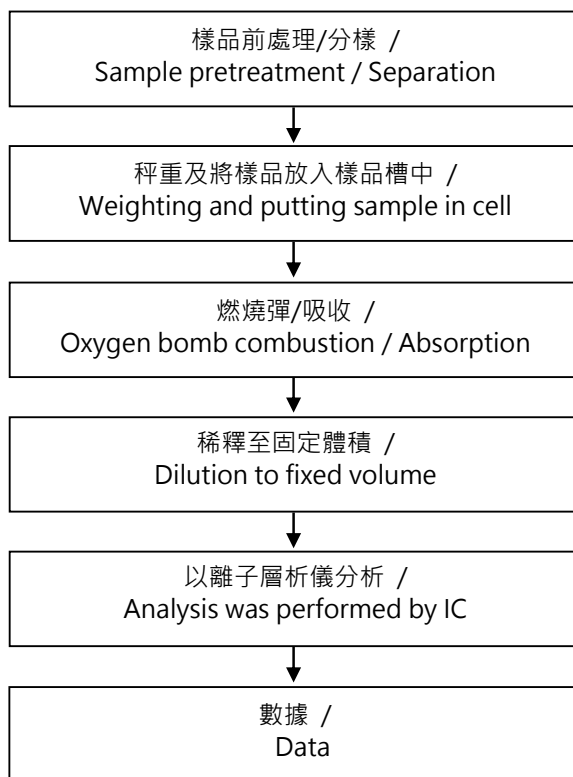 樣品前處理/分樣 /
Sample pretreatment / Separation
秤重及將樣品放入樣品槽中 /
Weighting and putting sample in cell
燃燒彈/吸收 /
Oxygen bomb combustion / Absorption
稀釋至固定體積 /
Dilution to fixed volume
以離子層析儀分析 /
Analysis was performed by IC
數據 /
Data